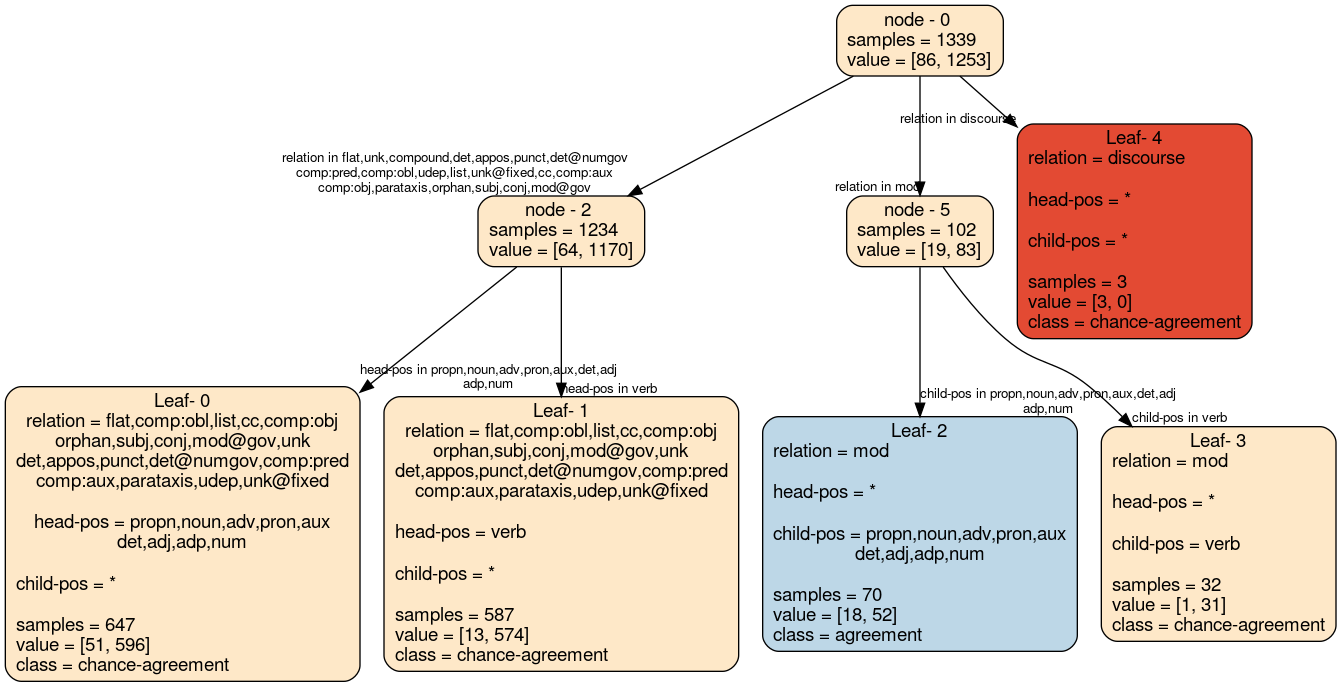 node - 0
samples = 1339
value = [86, 1253]
relation in discourse
relation in flat,unk,compound,det,appos,punct,det@numgov
comp:pred,comp:obl,udep,list,unk@fixed,cc,comp:aux
comp:obj,parataxis,orphan,subj,conj,mod@gov
relation in mod
Leaf- 4
relation = discourse
head-pos = *
child-pos = *
samples = 3
value = [3, 0]
class = chance-agreement
node - 2
samples = 1234
value = [64, 1170]
node - 5
samples = 102
value = [19, 83]
head-pos in propn,noun,adv,pron,aux,det,adj
adp,num
head-pos in verb
child-pos in propn,noun,adv,pron,aux,det,adj
adp,num
child-pos in verb
Leaf- 0
relation = flat,comp:obl,list,cc,comp:obj
orphan,subj,conj,mod@gov,unk
det,appos,punct,det@numgov,comp:pred
comp:aux,parataxis,udep,unk@fixed
head-pos = propn,noun,adv,pron,aux
det,adj,adp,num
child-pos = *
samples = 647
value = [51, 596]
class = chance-agreement
Leaf- 1
relation = flat,comp:obl,list,cc,comp:obj
orphan,subj,conj,mod@gov,unk
det,appos,punct,det@numgov,comp:pred
comp:aux,parataxis,udep,unk@fixed
head-pos = verb
child-pos = *
samples = 587
value = [13, 574]
class = chance-agreement
Leaf- 2
relation = mod
head-pos = *
child-pos = propn,noun,adv,pron,aux
det,adj,adp,num
samples = 70
value = [18, 52]
class = agreement
Leaf- 3
relation = mod
head-pos = *
child-pos = verb
samples = 32
value = [1, 31]
class = chance-agreement